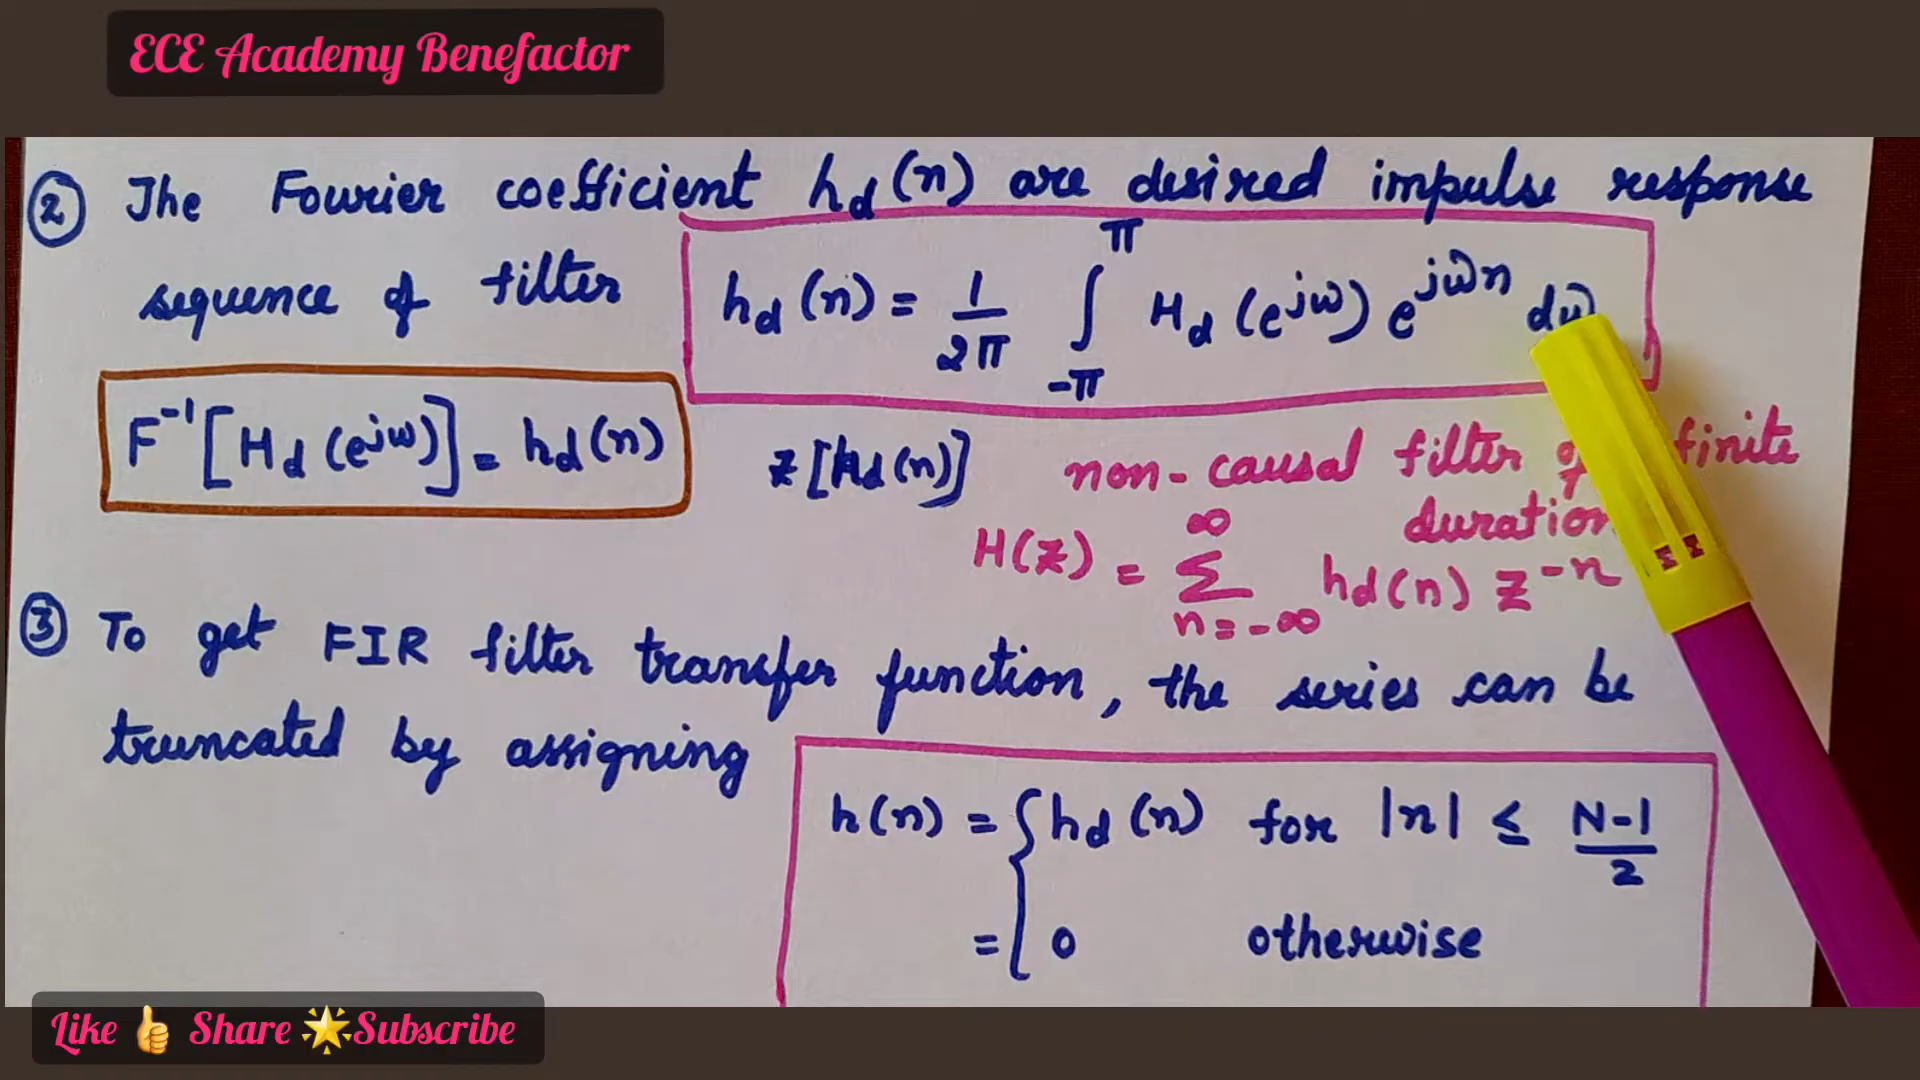 ECE Academy Benefactor
② The Fourier coefficient hd(n) are desired impulse response
sequence of filter
hd(n) = 1/2π ∫_{-π}^{π} Hd(e^{jω}) e^{jωn} dω
F⁻¹[Hd(e^{jω})] = hd(n)
z[hd(n)]
non-causal filter finite
duration
H(z) = Σ_{n=-∞}^{∞} hd(n) z^{-n}
③ To get FIR filter transfer function, the series can be
truncated by assigning
h(n) = { hd(n) for |n| ≤ N-1/2
= { 0 otherwise
Like 👍 Share 🌟Subscribe